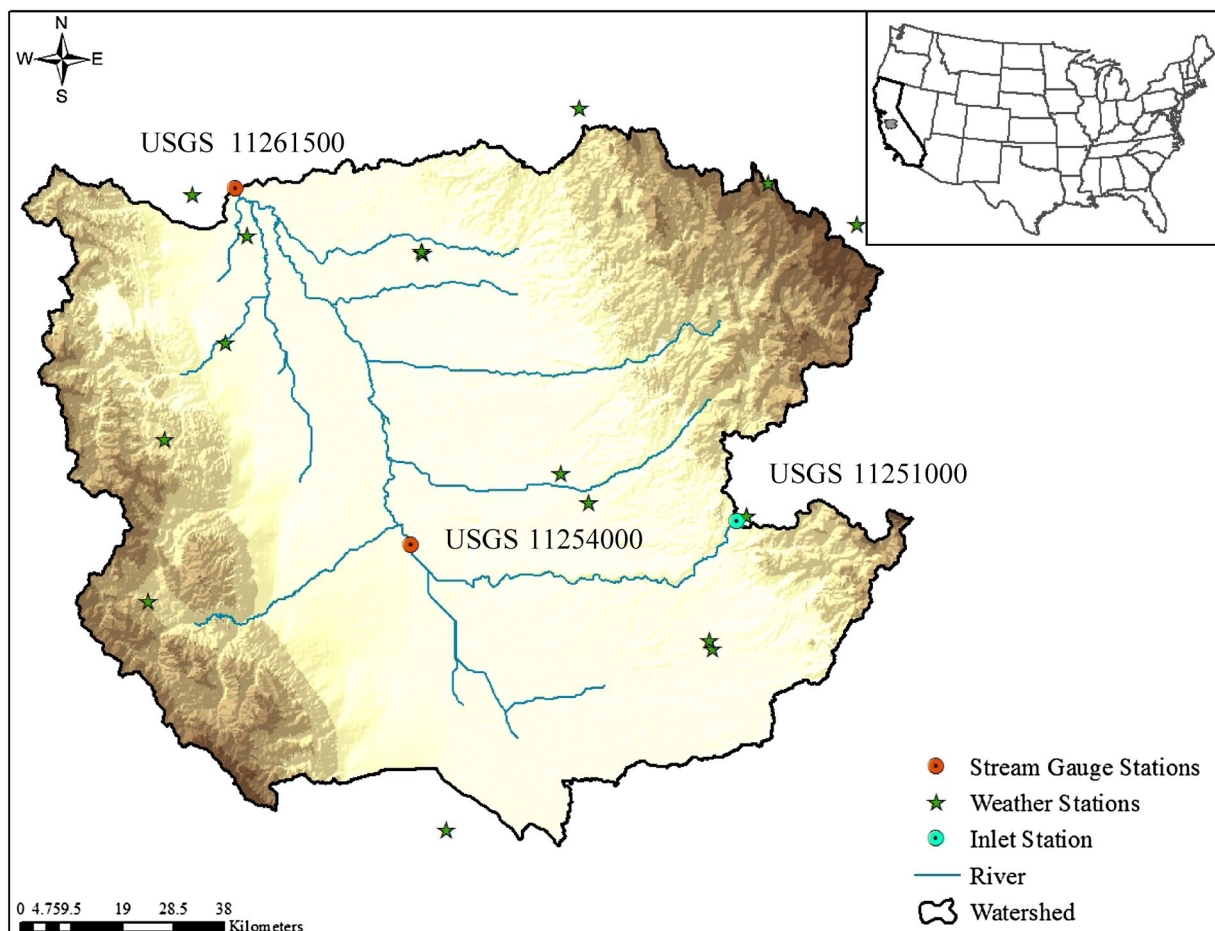 N
W E
S
USGS 11261500
USGS 11251000
USGS 11254000
Stream Gauge Stations
Weather Stations
Inlet Station
River
Watershed
0 4.759.5 19 28.5 38
Kilometers